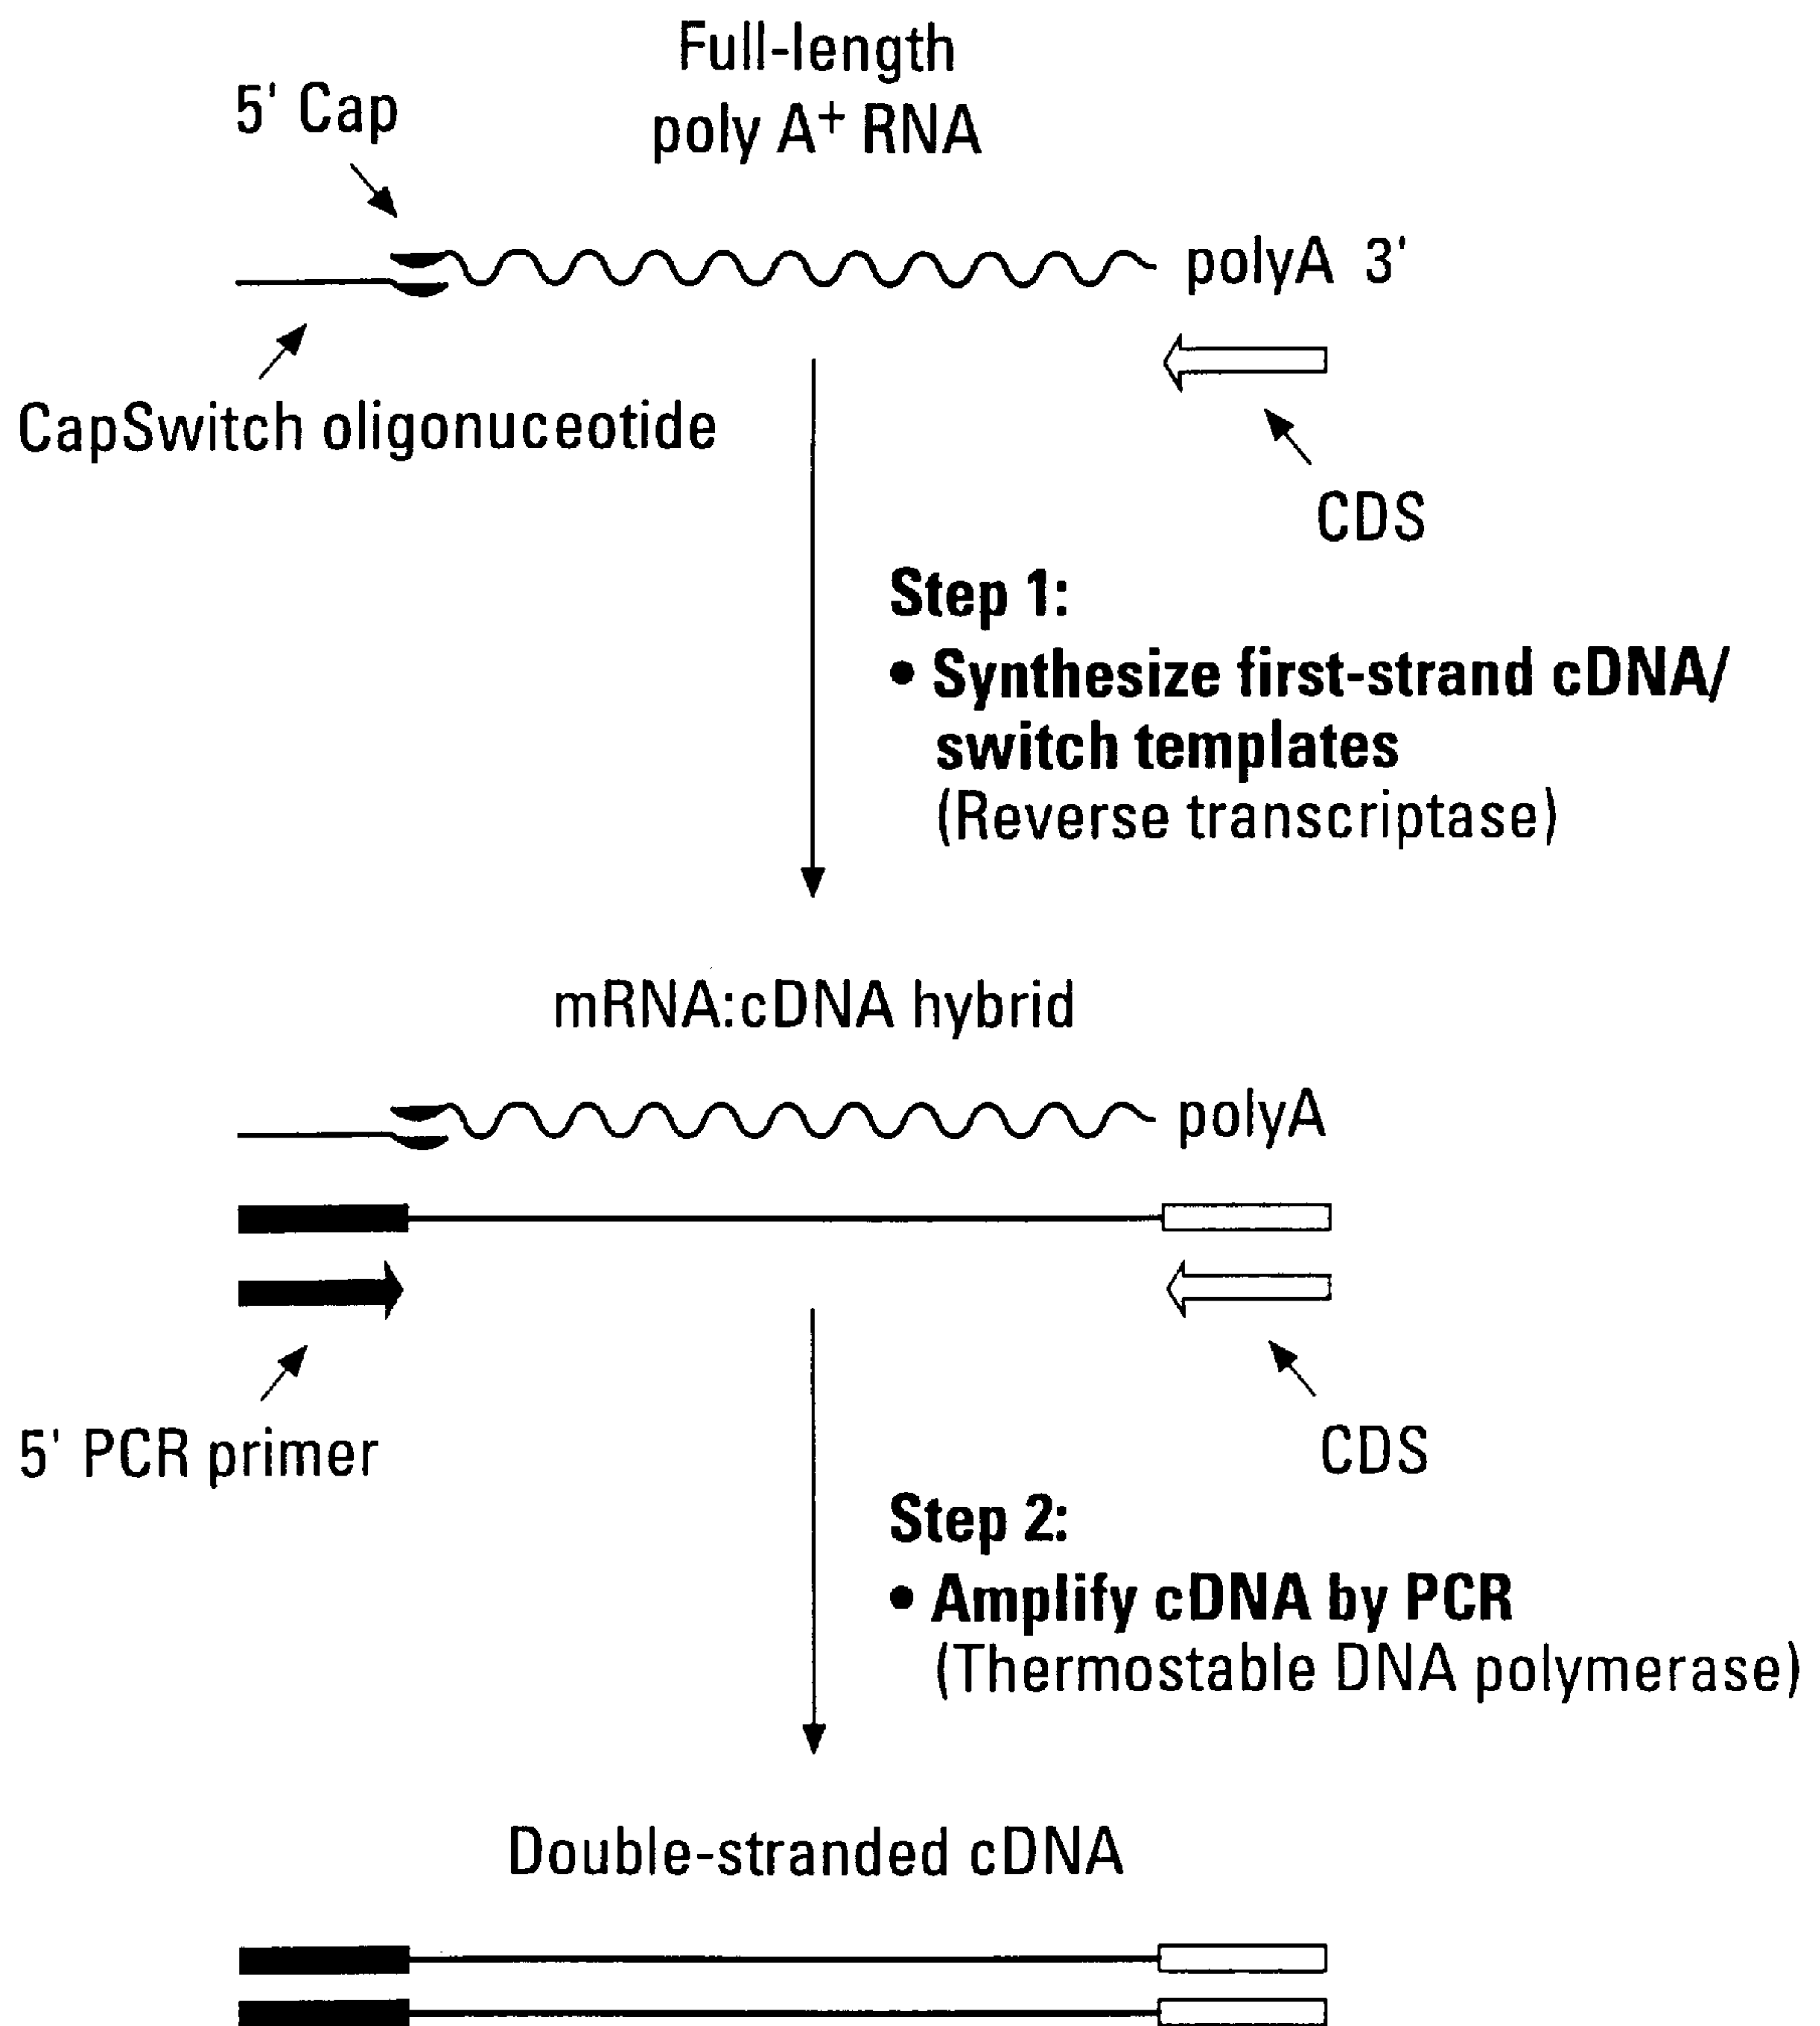 Full-length
poly A+ RNA
5' Cap
polyA 3'
CapSwitch oligonuceotide
CDS
Step 1:
• Synthesize first-strand cDNA/
switch templates
(Reverse transcriptase)
mRNA:cDNA hybrid
polyA
5' PCR primer
CDS
Step 2:
• Amplify cDNA by PCR
(Thermostable DNA polymerase)
Double-stranded cDNA